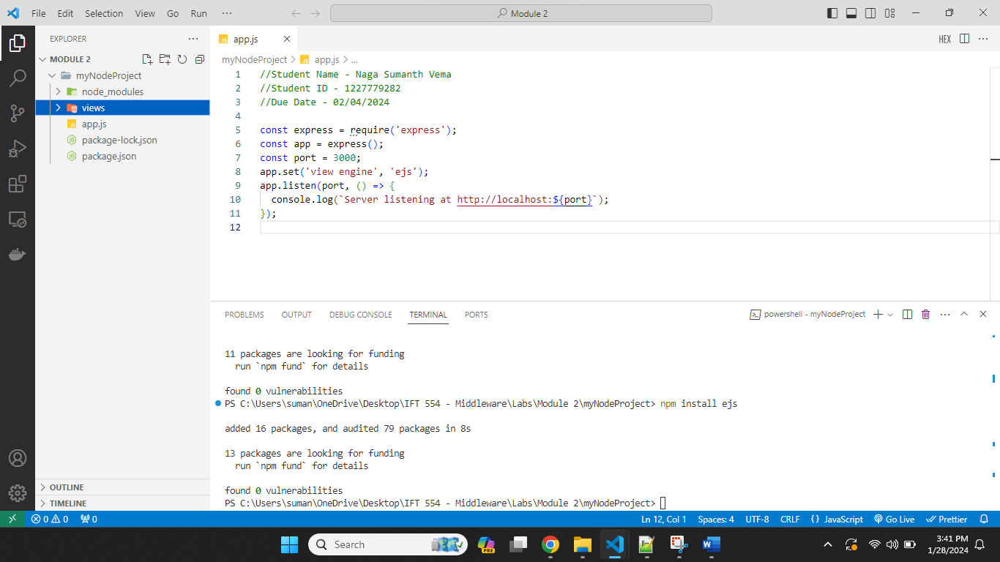 File Edit Selection View Go Run ··· Module 2
EXPLORER ···
MODULE 2
myNodeProject
node_modules
views
app.js
package-lock.json
package.json
OUTLINE
TIMELINE
app.js HEX ···
myNodeProject > app.js > ...
1 //Student Name - Naga Sumanth Vema
2 //Student ID - 1227779282
3 //Due Date - 02/04/2024
4
5 const express = require('express');
6 const app = express();
7 const port = 3000;
8 app.set('view engine', 'ejs');
9 app.listen(port, () => {
10 console.log(`Server listening at http://localhost:${port}`);
11 });
12
PROBLEMS OUTPUT DEBUG CONSOLE TERMINAL PORTS powershell - myNodeProject ···
11 packages are looking for funding
run `npm fund` for details
found 0 vulnerabilities
PS C:\Users\suman\OneDrive\Desktop\IFT 554 - Middleware\Labs\Module 2\myNodeProject> npm install ejs
added 16 packages, and audited 79 packages in 8s
13 packages are looking for funding
run `npm fund` for details
found 0 vulnerabilities
PS C:\Users\suman\OneDrive\Desktop\IFT 554 - Middleware\Labs\Module 2\myNodeProject>
0 0 0 Ln 12, Col 1 Spaces: 4 UTF-8 CRLF {} JavaScript Go Live Prettier
Search PRE W 3:41 PM
1/28/2024